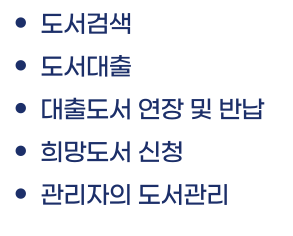 • 도서검색
• 도서대출
• 대출도서 연장 및 반납
• 희망도서 신청
• 관리자의 도서관리